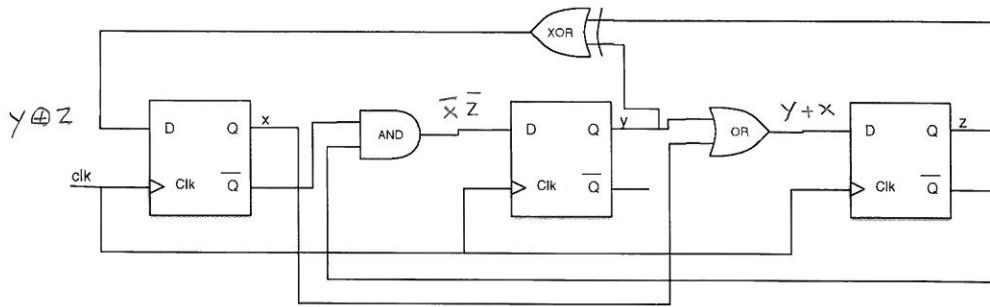 XOR
y⊕z
x̄ z̄
y+x
D Q
x
AND
D Q
y
OR
D Q
z
clk
Clk Q̅
Clk Q̅
Clk Q̅